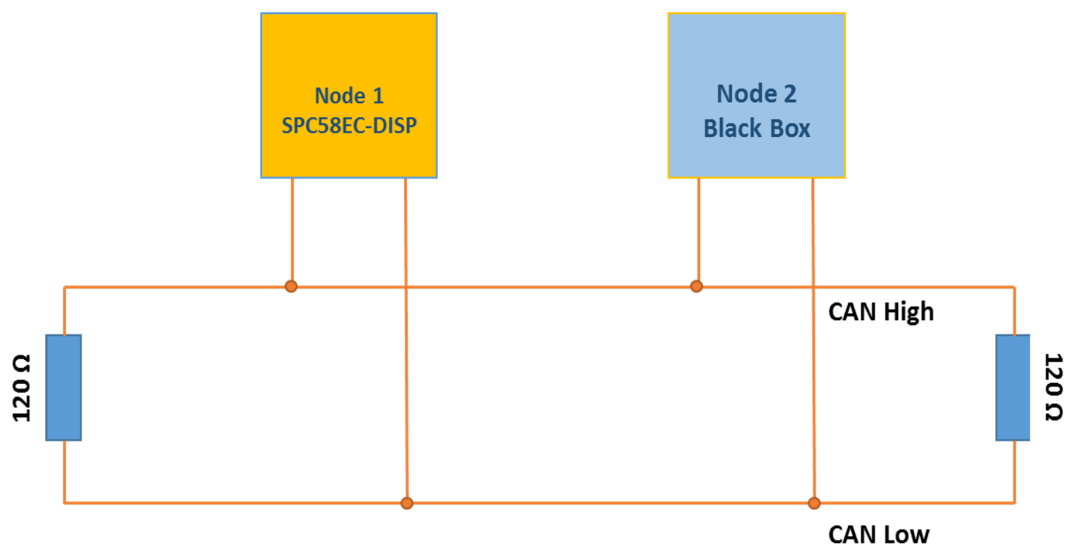 Node 1
SPC58EC-DISP
Node 2
Black Box
CAN High
120 Ω
120 Ω
CAN Low